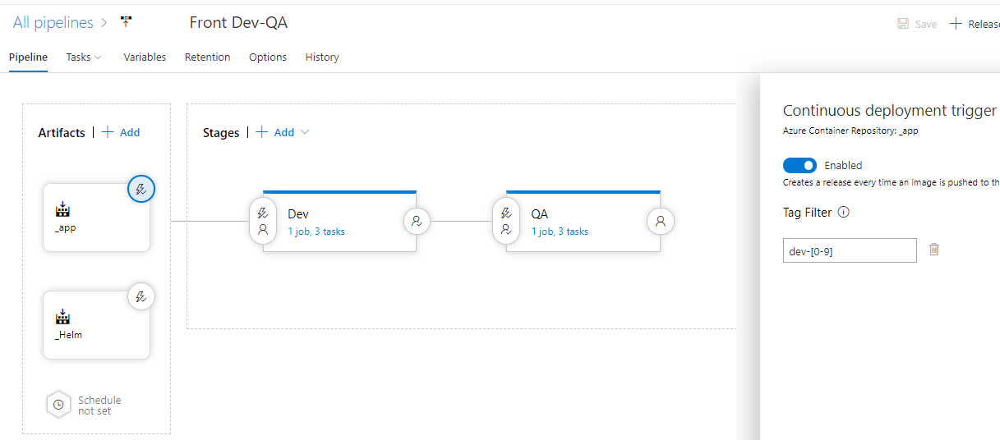 All pipelines > Front Dev-QA
Save + Release
Pipeline Tasks Variables Retention Options History
Artifacts | + Add
Stages | + Add
_app
_Helm
Schedule
not set
Dev
1 job, 3 tasks
QA
1 job, 3 tasks
Continuous deployment trigger
Azure Container Repository: _app
Enabled
Creates a release every time an image is pushed to th
Tag Filter
dev-[0-9]